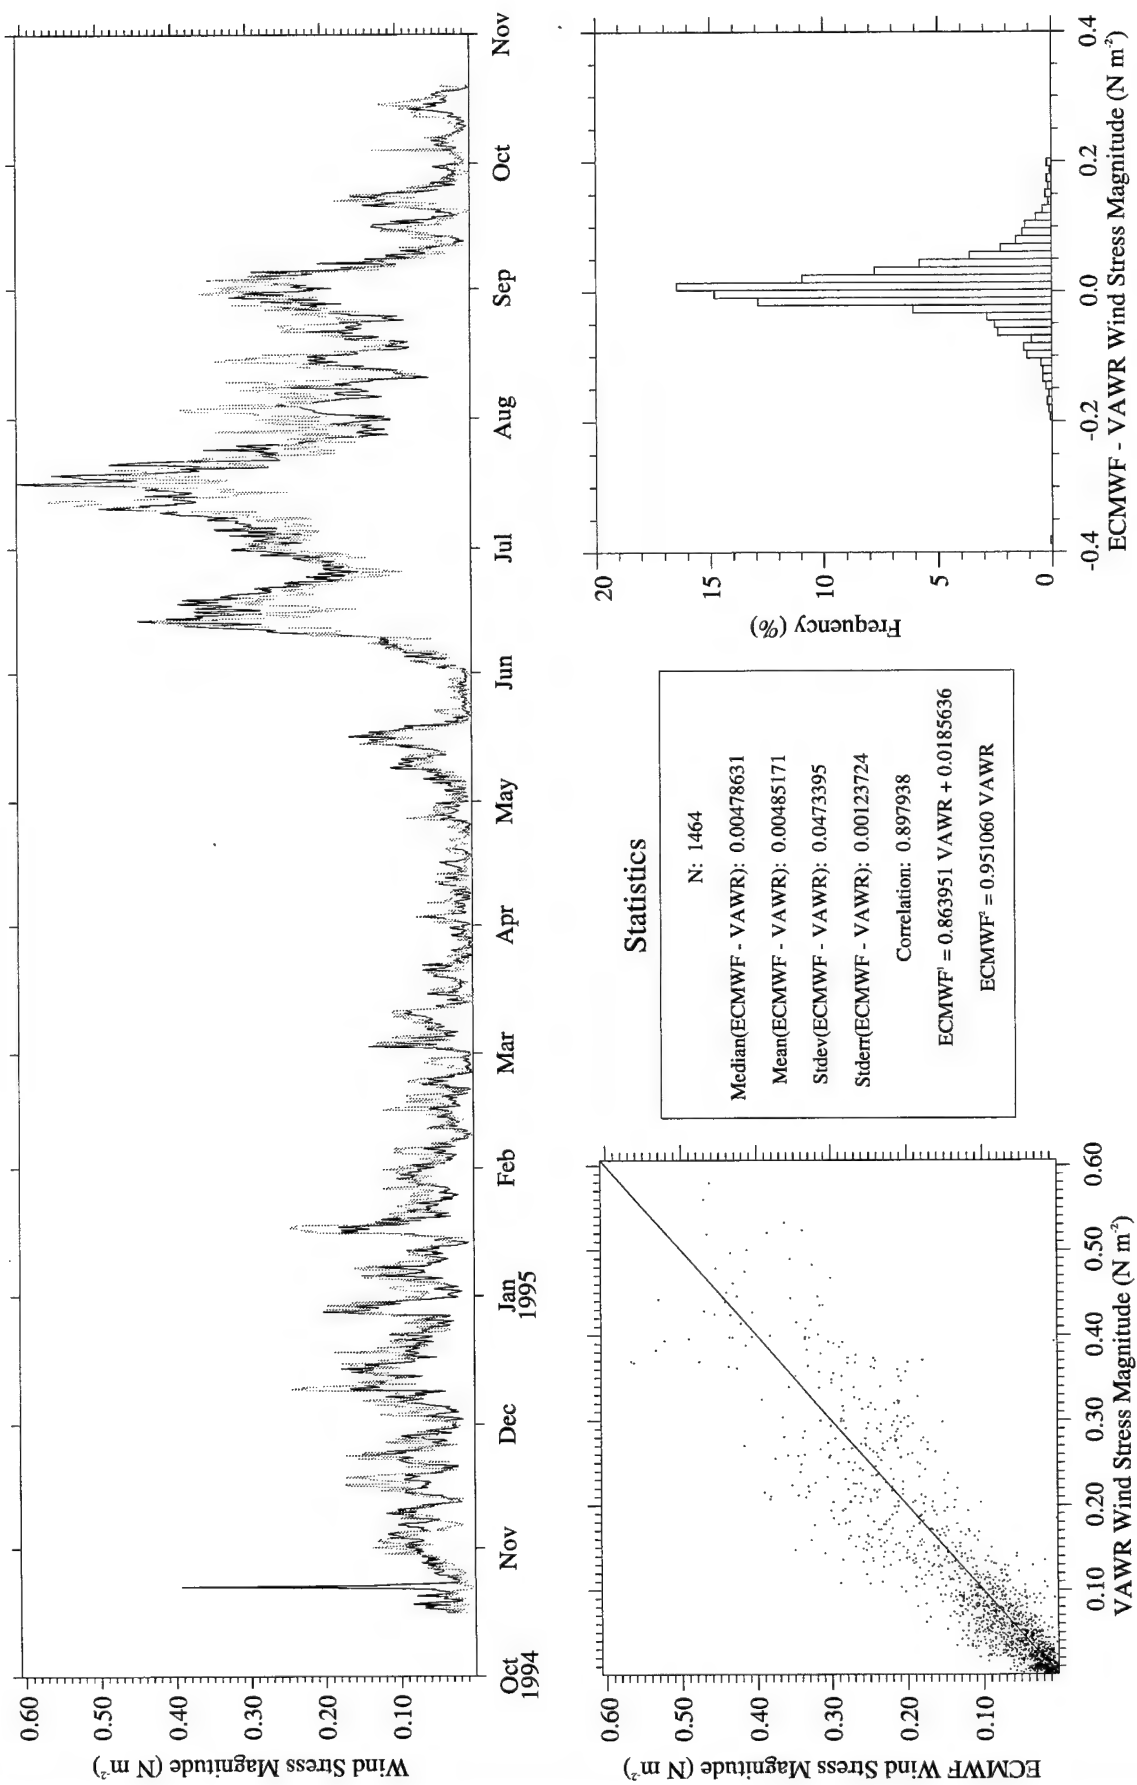 Wind Stress Magnitude (N m-2)
0.60
0.50
0.40
0.30
0.20
0.10
Oct Nov Dec Jan Feb Mar Apr May Jun Jul Aug Sep Oct Nov
1994 1995
ECMWF Wind Stress Magnitude (N m-2)
0.60
0.50
0.40
0.30
0.20
0.10
0.10 0.20 0.30 0.40 0.50 0.60
VAWR Wind Stress Magnitude (N m-2)
Statistics
N: 1464
Median(ECMWF - VAWR): 0.00478631
Mean(ECMWF - VAWR): 0.00485171
Stdev(ECMWF - VAWR): 0.0473395
Stderr(ECMWF - VAWR): 0.00123724
Correlation: 0.897938
ECMWF¹ = 0.863951 VAWR + 0.0185636
ECMWF² = 0.951060 VAWR
Frequency (%)
20
15
10
5
0
-0.4 -0.2 0.0 0.2 0.4
ECMWF - VAWR Wind Stress Magnitude (N m-2)